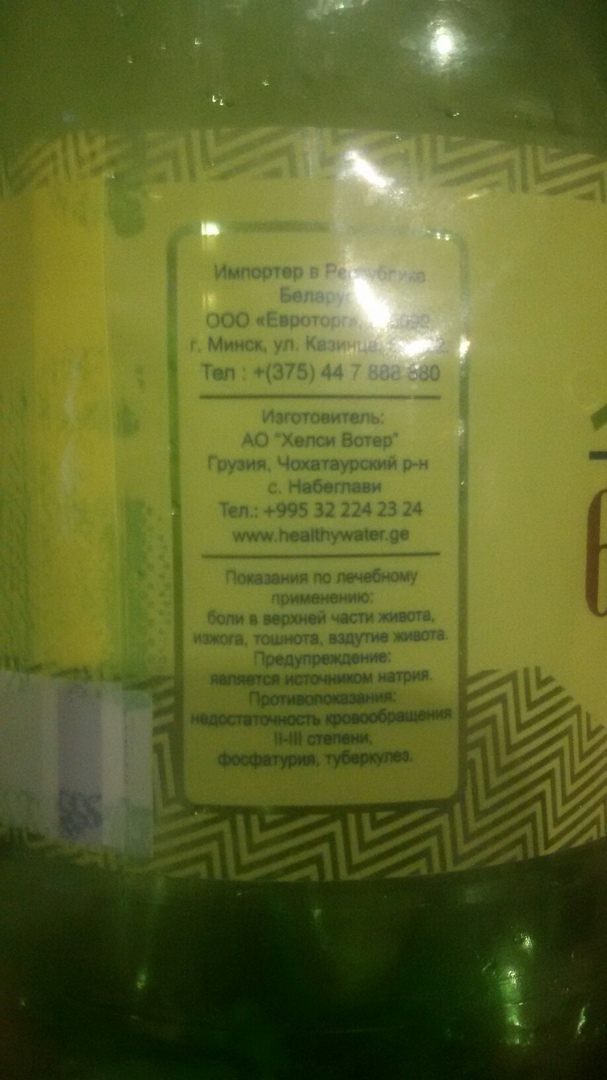 Импортер в Республике
Беларусь
ООО «Евроторг»,
г. Минск, ул. Казинца,
Тел : +(375) 44 7 888 880
Изготовитель:
АО "Хелси Вотер"
Грузия, Чохатаурский р-н
с. Набеглави
Тел.: +995 32 224 23 24
www.healthywater.ge
Показания по лечебному
применению:
боли в верхней части живота,
изжога, тошнота, вздутие живота.
Предупреждение:
является источником натрия.
Противопоказания:
недостаточность кровообращения
II-III степени,
фосфатурия, туберкулез.